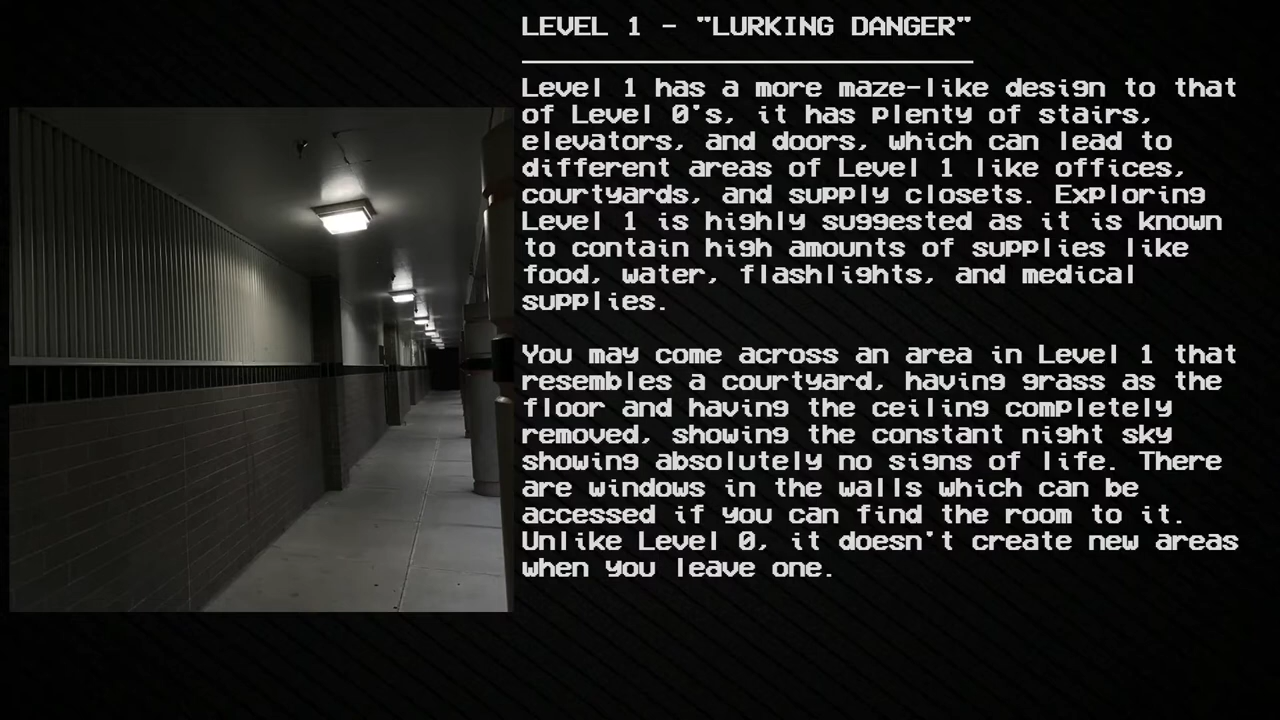 LEVEL 1 - "LURKING DANGER"
Level 1 has a more maze-like design to that
of Level 0's, it has plenty of stairs,
elevators, and doors, which can lead to
different areas of Level 1 like offices,
courtyards, and supply closets. Exploring
Level 1 is highly suggested as it is known
to contain high amounts of supplies like
food, water, flashlights, and medical
supplies.
You may come across an area in Level 1 that
resembles a courtyard, having grass as the
floor and having the ceiling completely
removed, showing the constant night sky
showing absolutely no signs of life. There
are windows in the walls which can be
accessed if you can find the room to it.
Unlike Level 0, it doesn't create new areas
when you leave one.